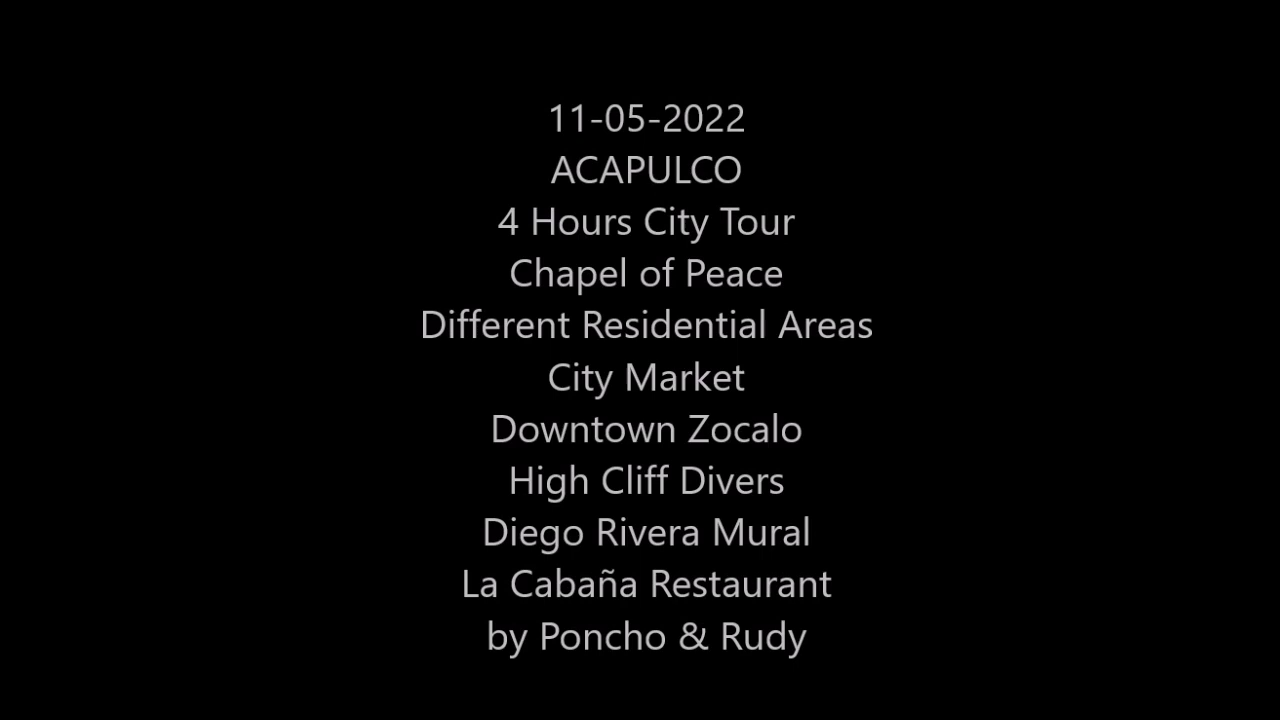 11-05-2022
ACAPULCO
4 Hours City Tour
Chapel of Peace
Different Residential Areas
City Market
Downtown Zocalo
High Cliff Divers
Diego Rivera Mural
La Cabaña Restaurant
by Poncho & Rudy